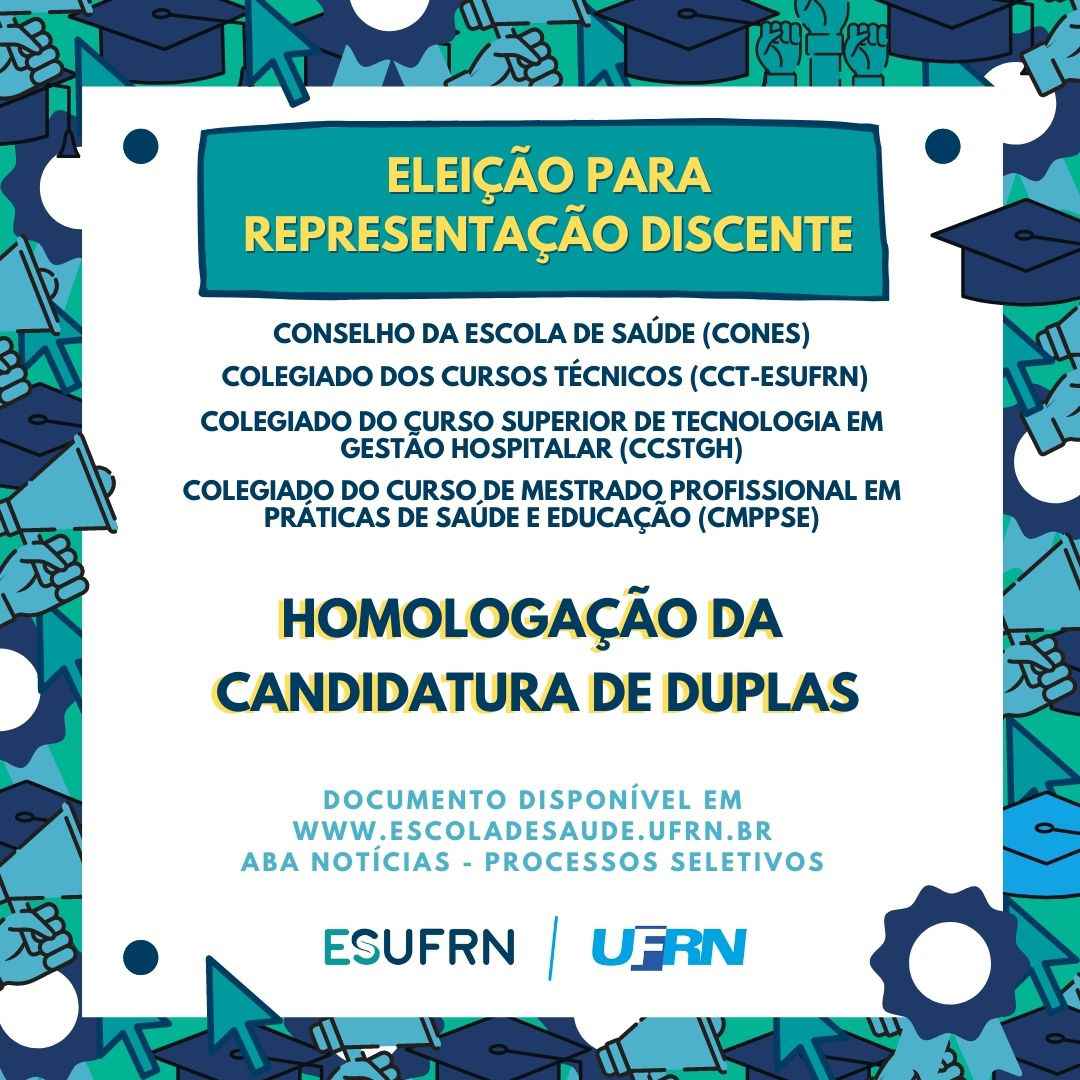 ELEIÇÃO PARA
REPRESENTAÇÃO DISCENTE
CONSELHO DA ESCOLA DE SAÚDE (CONES)
COLEGIADO DOS CURSOS TÉCNICOS (CCT-ESUFRN)
COLEGIADO DO CURSO SUPERIOR DE TECNOLOGIA EM
GESTÃO HOSPITALAR (CCSTGH)
COLEGIADO DO CURSO DE MESTRADO PROFISSIONAL EM
PRÁTICAS DE SAÚDE E EDUCAÇÃO (CMPPSE)
HOMOLOGAÇÃO DA
CANDIDATURA DE DUPLAS
DOCUMENTO DISPONÍVEL EM
WWW.ESCOLADESAUDE.UFRN.BR
ABA NOTÍCIAS - PROCESSOS SELETIVOS
ESUFRN | UFRN